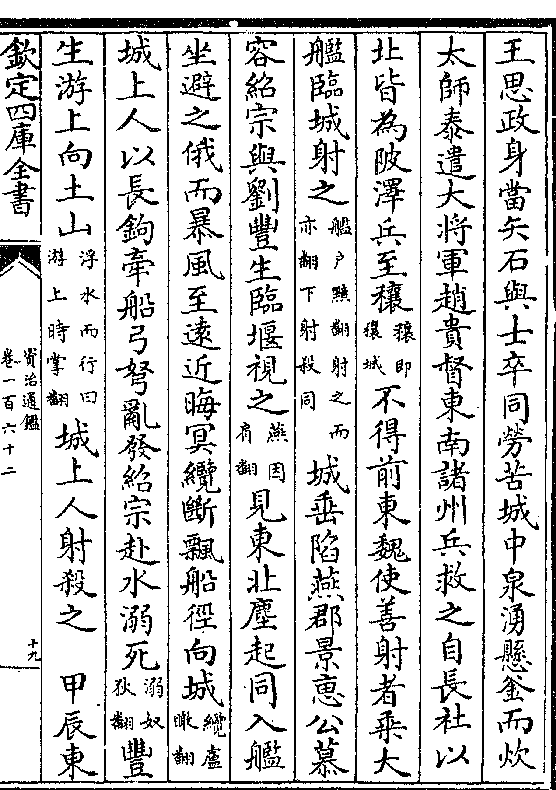 王思政身當矢石與士卒同勞苦城中泉湧懸釜而炊
太師泰遣大將軍趙貴督東南諸州兵救之自長社以
北皆為陂澤兵至穰穰即穰城不得前東魏使善射者乘大
艦臨城射之艦户黯翻射之而亦翻下射殺同城垂陷燕郡景惠公慕
容紹宗與劉豐生臨堰視之燕因肩翻見東北塵起同入艦
坐避之俄而暴風至遠近晦冥纜斷飄船徑向城纜盧瞰翻
城上人以長鉤牽船弓弩亂發紹宗赴水溺死溺奴狄翻豐
生游上向土山浮水而行曰游上時掌翻城上人射殺之 甲辰東
欽定四庫全書
資治通鑑
卷一百六十二
十九